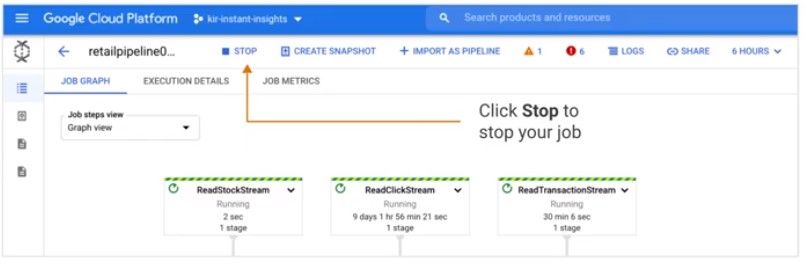 Google Cloud Platform
kir-instant-insights
Search products and resources
retailpipeline0...
STOP
CREATE SNAPSHOT
+ IMPORT AS PIPELINE
1
6
LOGS
SHARE
6 HOURS
JOB GRAPH
EXECUTION DETAILS
JOB METRICS
Job steps view
Graph view
Click Stop to
stop your job
ReadStockStream
Running
2 sec
1 stage
ReadClickStream
Running
9 days 1 hr 56 min 21 sec
1 stage
ReadTransactionStream
Running
30 min 6 sec
1 stage